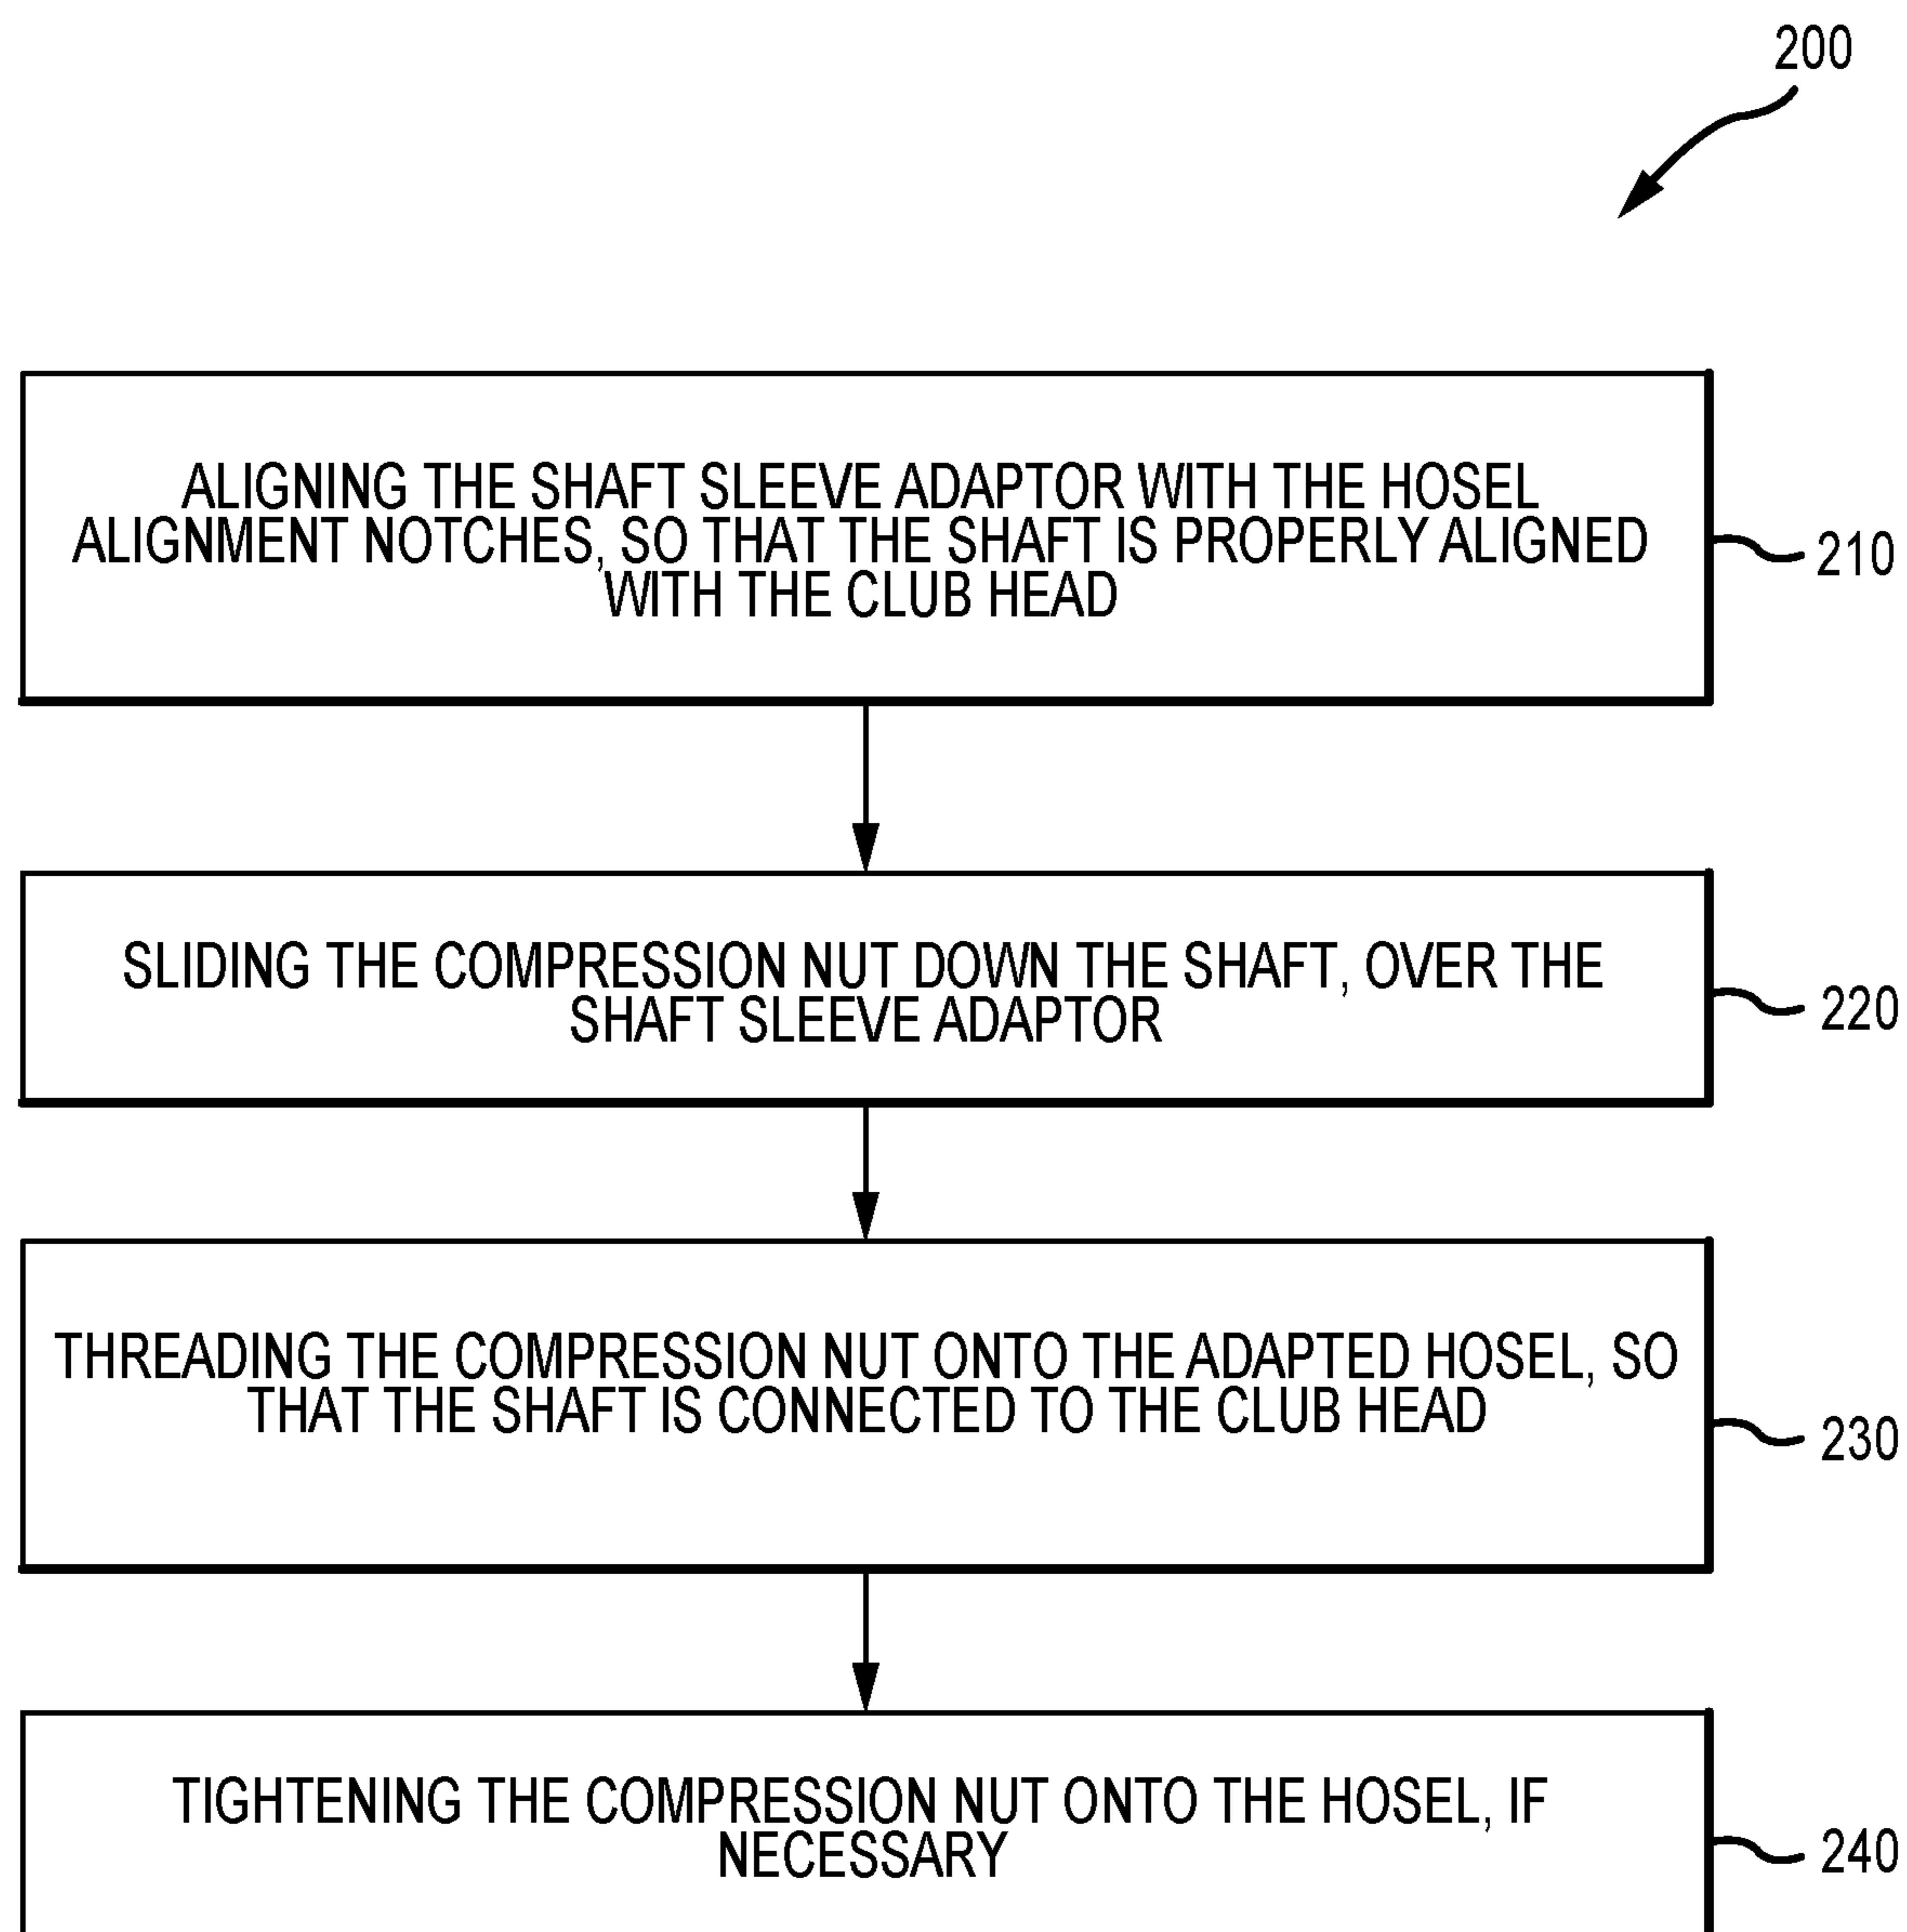 200
ALIGNING THE SHAFT SLEEVE ADAPTOR WITH THE HOSEL
ALIGNMENT NOTCHES, SO THAT THE SHAFT IS PROPERLY ALIGNED
WITH THE CLUB HEAD
210
SLIDING THE COMPRESSION NUT DOWN THE SHAFT, OVER THE
SHAFT SLEEVE ADAPTOR
220
THREADING THE COMPRESSION NUT ONTO THE ADAPTED HOSEL, SO
THAT THE SHAFT IS CONNECTED TO THE CLUB HEAD
230
TIGHTENING THE COMPRESSION NUT ONTO THE HOSEL, IF
NECESSARY
240